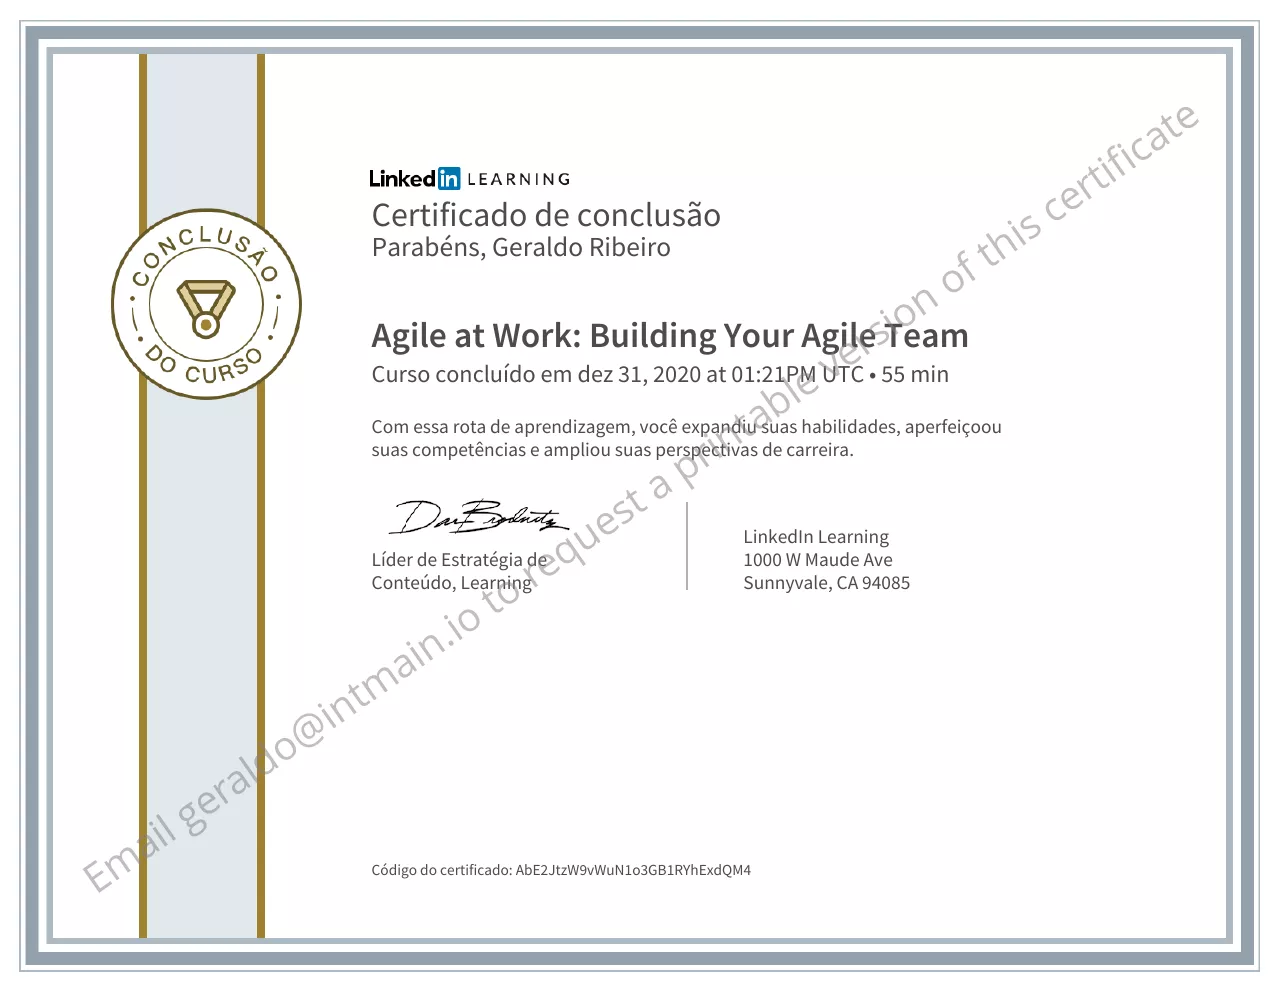 Linkedin LEARNING
Certificado de conclusão
Parabéns, Geraldo Ribeiro
CONCLUSÃO
DO CURSO
Agile at Work: Building Your Agile Team
Curso concluído em dez 31, 2020 at 01:21PM UTC • 55 min
Com essa rota de aprendizagem, você expandiu suas habilidades, aperfeiçoou
suas competências e ampliou suas perspectivas de carreira.
Líder de Estratégia de
Conteúdo, Learning
LinkedIn Learning
1000 W Maude Ave
Sunnyvale, CA 94085
Email geraldo@intmain.io to request a printable version of this certificate
Código do certificado: AbE2JtzW9vWuN1o3GB1RYhExdQM4